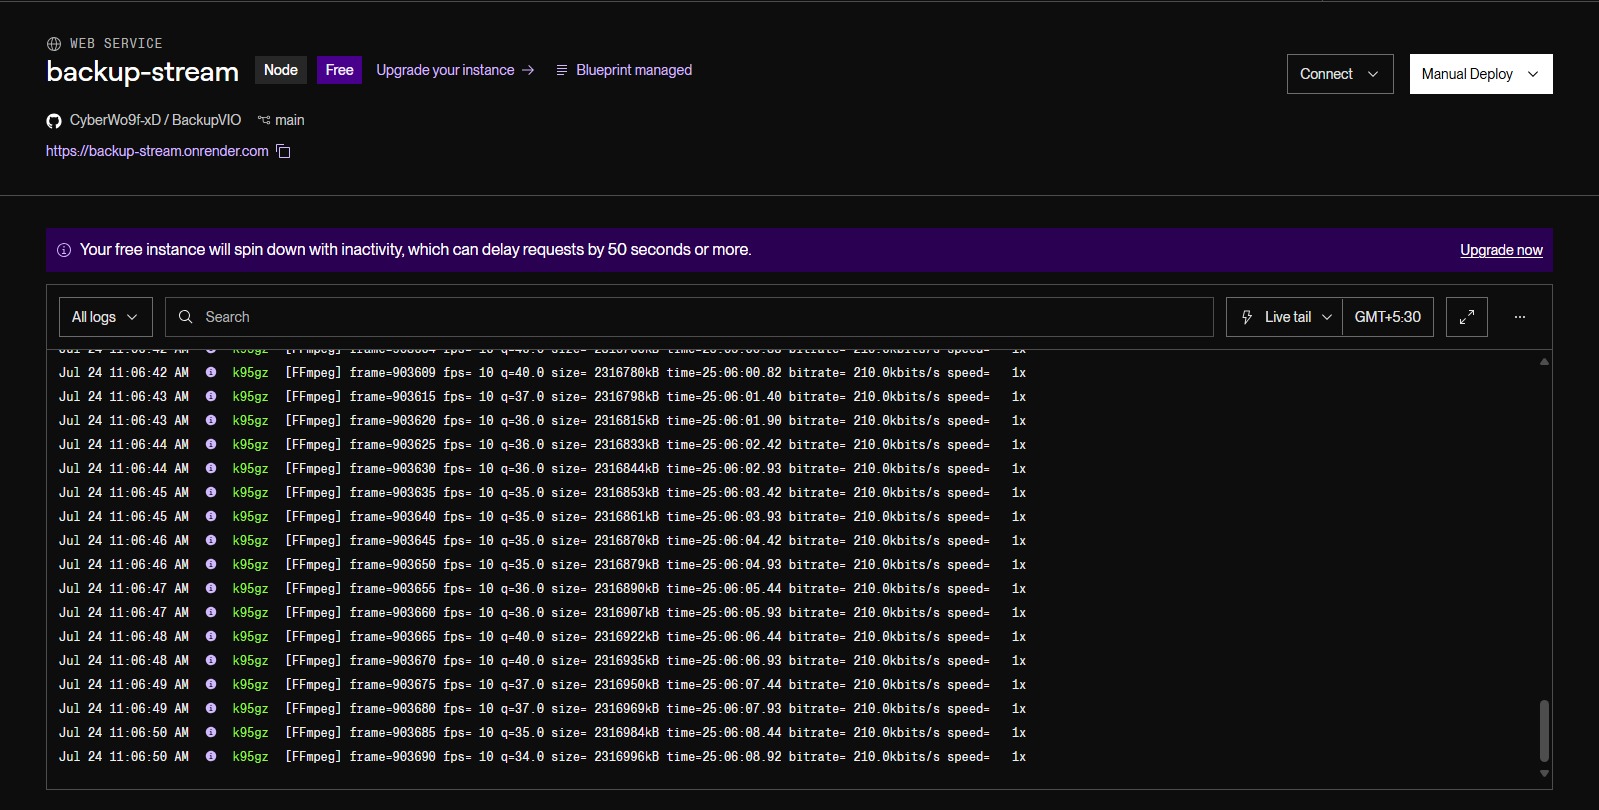 WEB SERVICE
backup-stream Node Free Upgrade your instance → Blueprint managed
Connect Manual Deploy
CyberWo9f-xD / BackupVIO main
https://backup-stream.onrender.com
Your free instance will spin down with inactivity, which can delay requests by 50 seconds or more. Upgrade now
All logs Search Live tail GMT+5:30 ...
Jul 24 11:06:42 AM k95gz [FFmpeg] frame=903609 fps= 10 q=40.0 size= 2316780kB time=25:06:00.82 bitrate= 210.0kbits/s speed= 1x
Jul 24 11:06:43 AM k95gz [FFmpeg] frame=903615 fps= 10 q=37.0 size= 2316798kB time=25:06:01.40 bitrate= 210.0kbits/s speed= 1x
Jul 24 11:06:43 AM k95gz [FFmpeg] frame=903620 fps= 10 q=36.0 size= 2316815kB time=25:06:01.90 bitrate= 210.0kbits/s speed= 1x
Jul 24 11:06:44 AM k95gz [FFmpeg] frame=903625 fps= 10 q=36.0 size= 2316833kB time=25:06:02.42 bitrate= 210.0kbits/s speed= 1x
Jul 24 11:06:44 AM k95gz [FFmpeg] frame=903630 fps= 10 q=36.0 size= 2316844kB time=25:06:02.93 bitrate= 210.0kbits/s speed= 1x
Jul 24 11:06:45 AM k95gz [FFmpeg] frame=903635 fps= 10 q=35.0 size= 2316853kB time=25:06:03.42 bitrate= 210.0kbits/s speed= 1x
Jul 24 11:06:45 AM k95gz [FFmpeg] frame=903640 fps= 10 q=35.0 size= 2316861kB time=25:06:03.93 bitrate= 210.0kbits/s speed= 1x
Jul 24 11:06:46 AM k95gz [FFmpeg] frame=903645 fps= 10 q=35.0 size= 2316870kB time=25:06:04.42 bitrate= 210.0kbits/s speed= 1x
Jul 24 11:06:46 AM k95gz [FFmpeg] frame=903650 fps= 10 q=35.0 size= 2316879kB time=25:06:04.93 bitrate= 210.0kbits/s speed= 1x
Jul 24 11:06:47 AM k95gz [FFmpeg] frame=903655 fps= 10 q=36.0 size= 2316890kB time=25:06:05.44 bitrate= 210.0kbits/s speed= 1x
Jul 24 11:06:47 AM k95gz [FFmpeg] frame=903660 fps= 10 q=36.0 size= 2316907kB time=25:06:05.93 bitrate= 210.0kbits/s speed= 1x
Jul 24 11:06:48 AM k95gz [FFmpeg] frame=903665 fps= 10 q=40.0 size= 2316922kB time=25:06:06.44 bitrate= 210.0kbits/s speed= 1x
Jul 24 11:06:48 AM k95gz [FFmpeg] frame=903670 fps= 10 q=40.0 size= 2316935kB time=25:06:06.93 bitrate= 210.0kbits/s speed= 1x
Jul 24 11:06:49 AM k95gz [FFmpeg] frame=903675 fps= 10 q=37.0 size= 2316950kB time=25:06:07.44 bitrate= 210.0kbits/s speed= 1x
Jul 24 11:06:49 AM k95gz [FFmpeg] frame=903680 fps= 10 q=37.0 size= 2316969kB time=25:06:07.93 bitrate= 210.0kbits/s speed= 1x
Jul 24 11:06:50 AM k95gz [FFmpeg] frame=903685 fps= 10 q=35.0 size= 2316984kB time=25:06:08.44 bitrate= 210.0kbits/s speed= 1x
Jul 24 11:06:50 AM k95gz [FFmpeg] frame=903690 fps= 10 q=34.0 size= 2316996kB time=25:06:08.92 bitrate= 210.0kbits/s speed= 1x